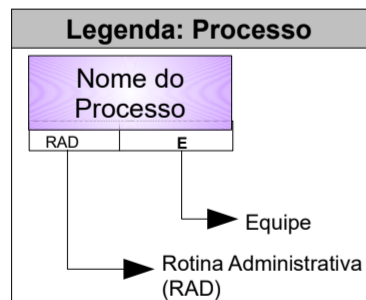 Legenda: Processo
Nome do
Processo
RAD E
Equipe
Rotina Administrativa
(RAD)